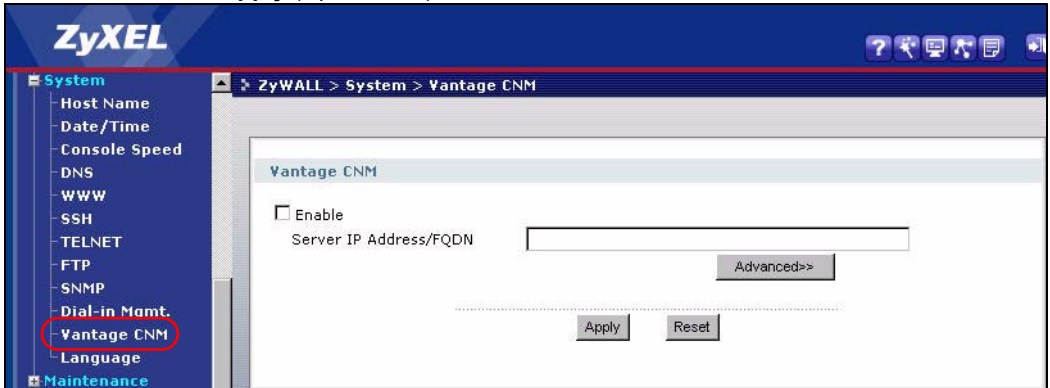 ZyXEL
?
System
Host Name
Date/Time
Console Speed
DNS
WWW
SSH
TELNET
FTP
SNMP
Dial-in Mgmt.
Vantage CNM
Language
Maintenance
ZyWALL > System > Vantage CNM
Vantage CNM
Enable
Server IP Address/FQDN
Advanced>>
Apply Reset